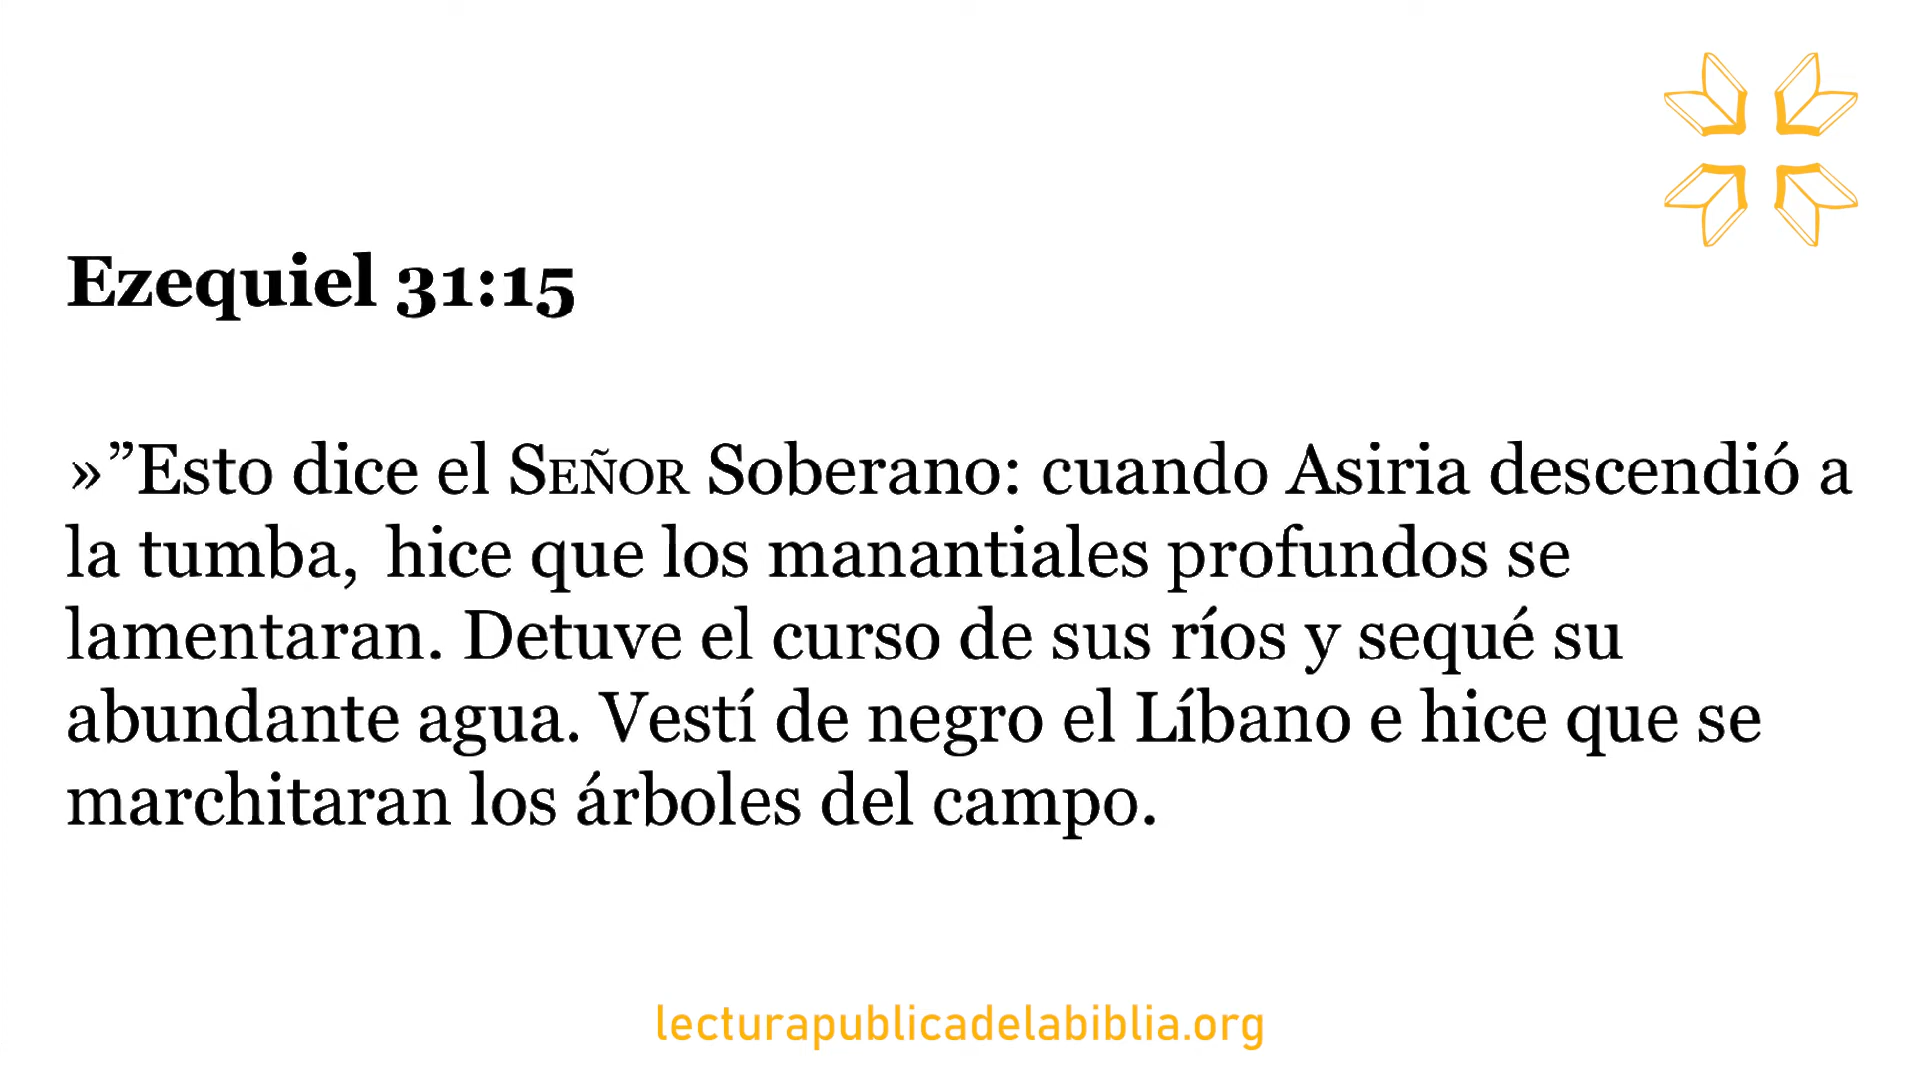 Ezequiel 31:15
»”Esto dice el SEÑOR Soberano: cuando Asiria descendió a
la tumba, hice que los manantiales profundos se
lamentaran. Detuve el curso de sus ríos y sequé su
abundante agua. Vestí de negro el Líbano e hice que se
marchitaran los árboles del campo.
lecturapublicadelabiblia.org